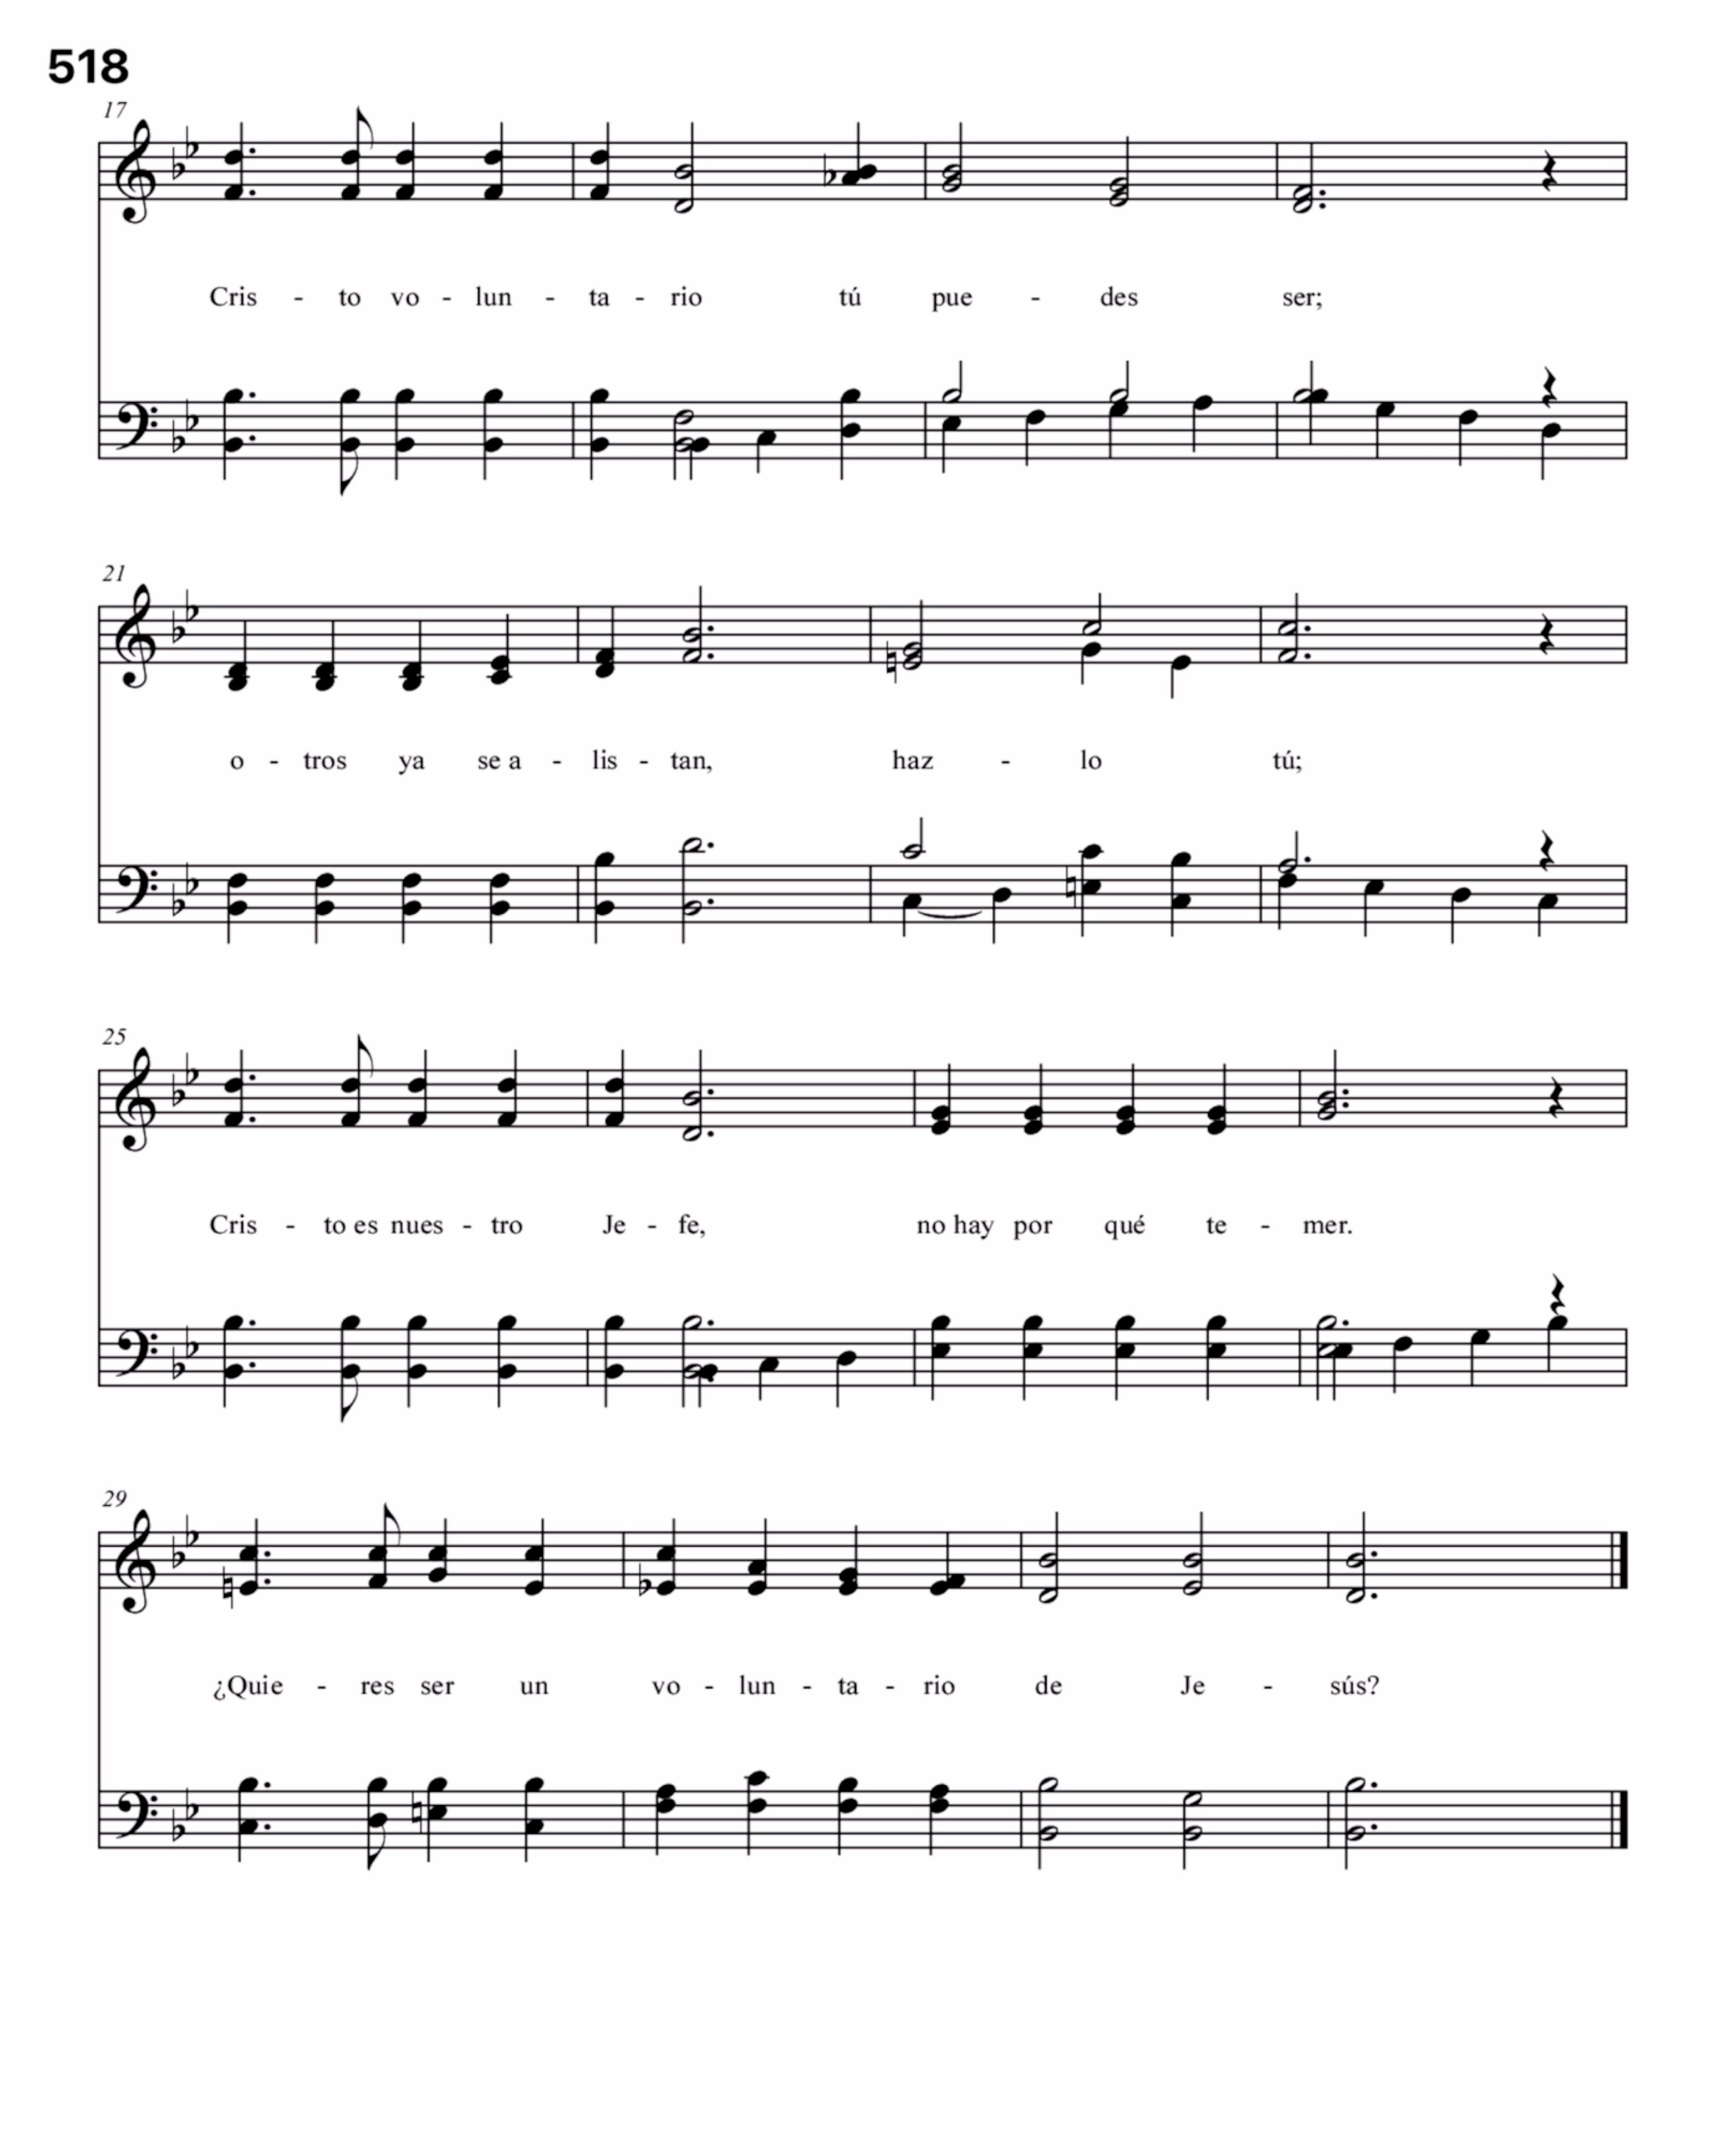 518
17
Cris - to vo - lun - ta - rio tú pue - des ser;
21
o - tros ya se a - lis - tan, haz - lo tú;
25
Cris - to es nues - tro Je - fe, no hay por qué te - mer.
29
¿Quie - res ser un vo - lun - ta - rio de Je - sús?